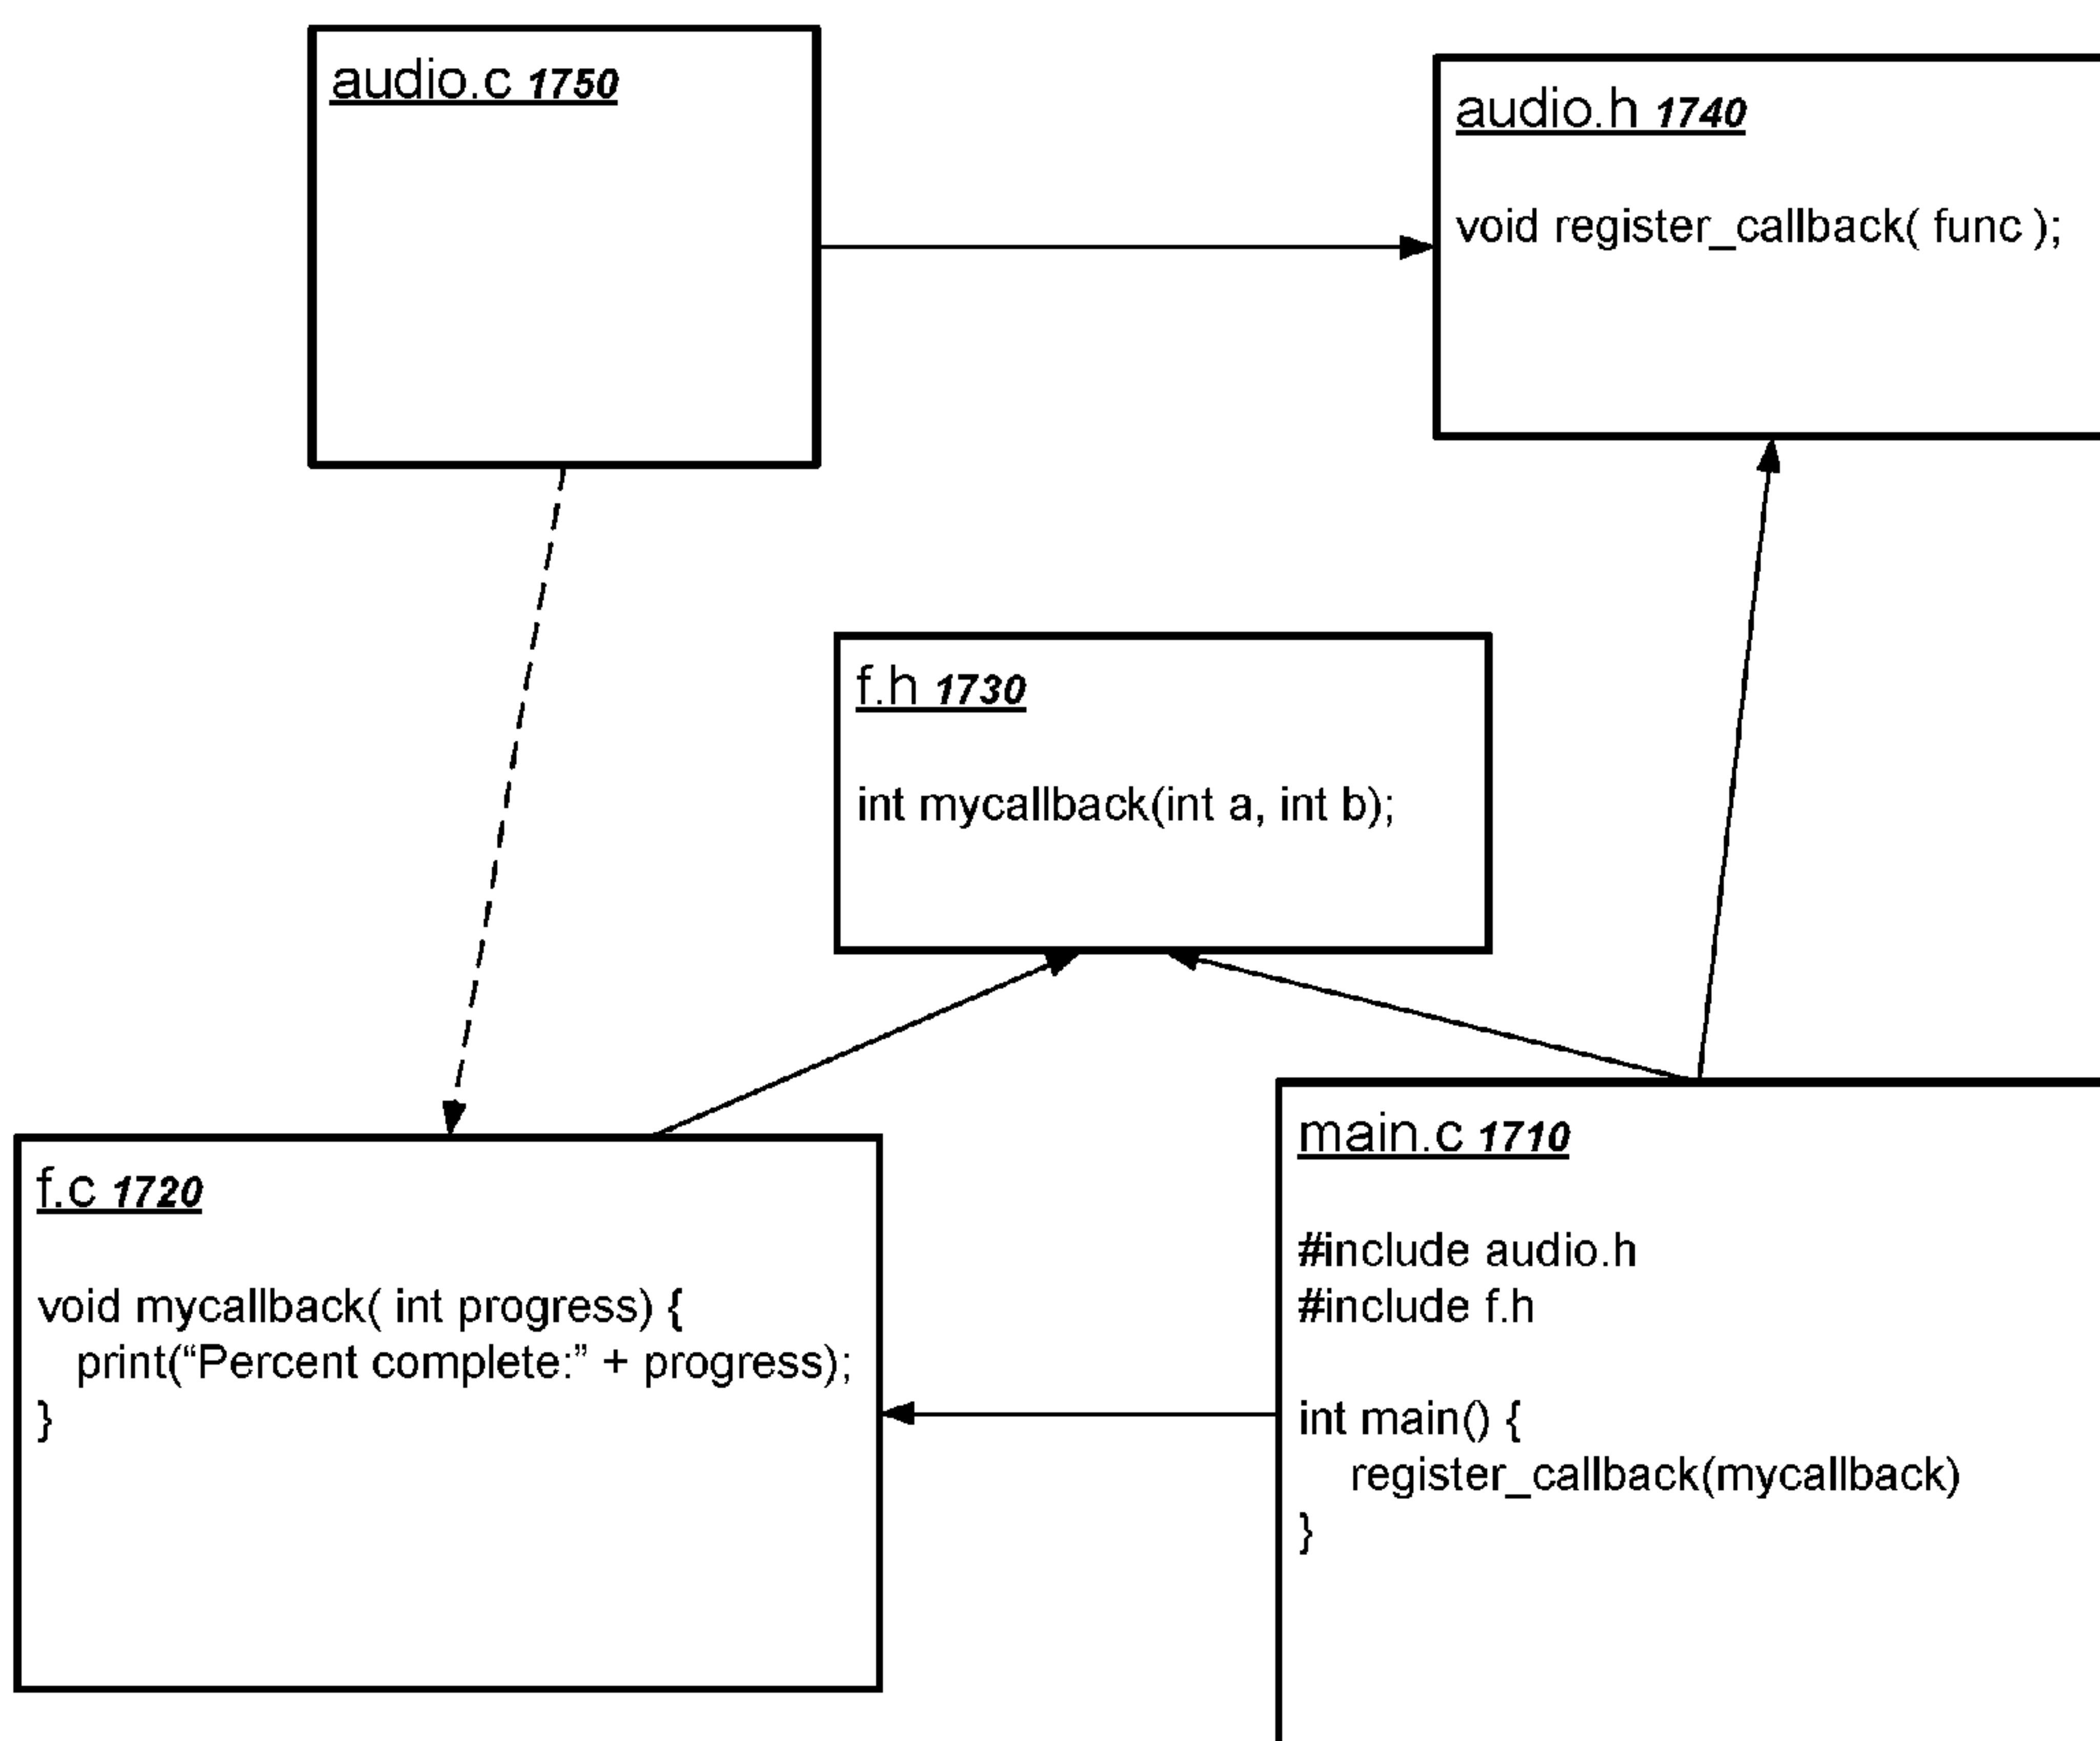 audio.c 1750
audio.h 1740
void register_callback( func );
f.h 1730
int mycallback(int a, int b);
f.c 1720
void mycallback( int progress) {
print(“Percent complete:” + progress);
}
main.c 1710
#include audio.h
#include f.h
int main() {
register_callback(mycallback)
}